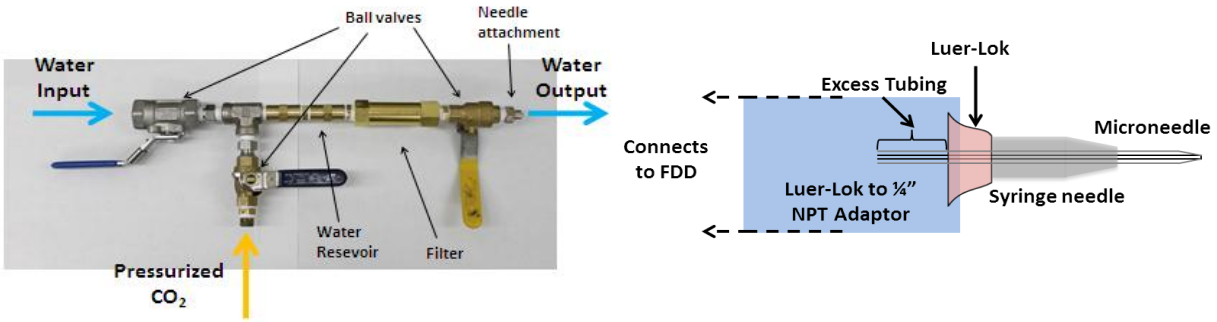 Ball valves
Needle
attachment
Water
Input
Water
Output
Water
Resevoir
Filter
Pressurized
CO₂
Luer-Lok
Excess Tubing
Microneedle
Connects
to FDD
Luer-Lok to ¼”
NPT Adaptor
Syringe needle